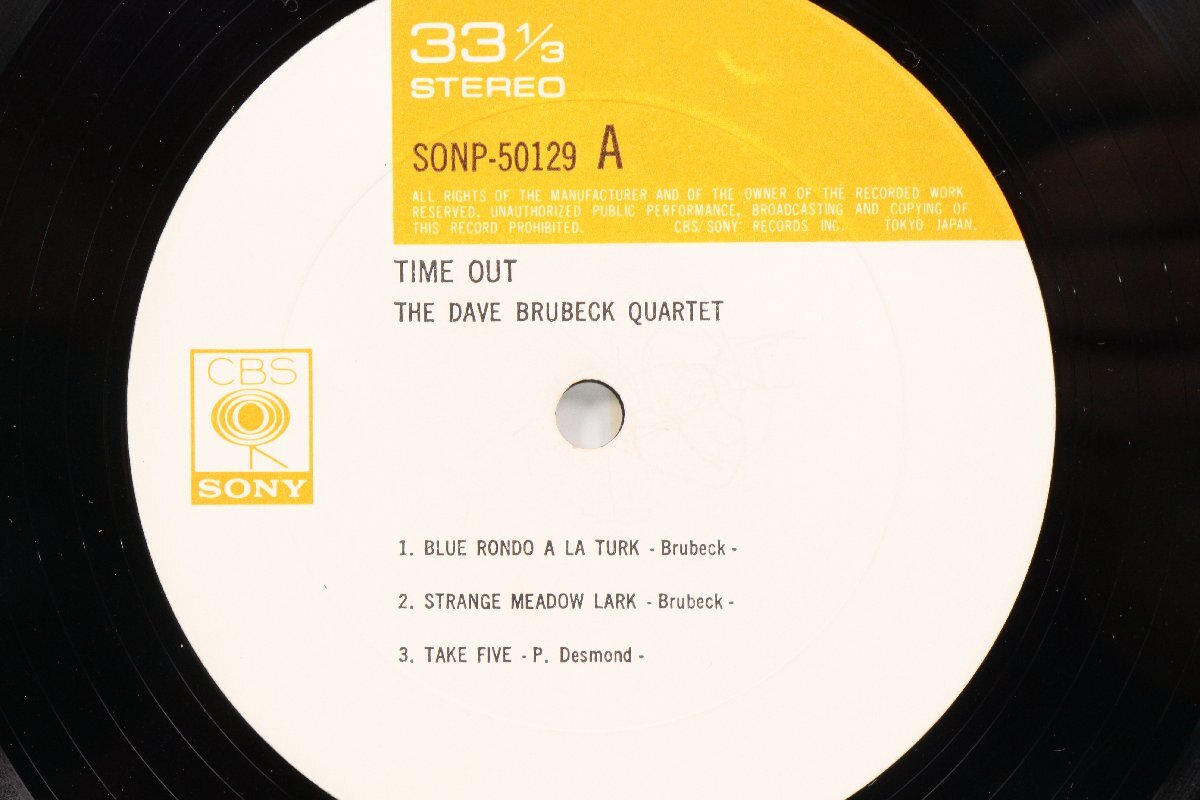 33 1/3
STEREO
SONP-50129 A
ALL RIGHTS OF THE MANUFACTURER AND OF THE OWNER OF THE RECORDED WORK
RESERVED. UNAUTHORIZED PUBLIC PERFORMANCE, BROADCASTING AND COPYING OF
THIS RECORD PROHIBITED. CBS/SONY RECORDS INC. TOKYO JAPAN.
TIME OUT
THE DAVE BRUBECK QUARTET
CBS
SONY
1. BLUE RONDO A LA TURK - Brubeck -
2. STRANGE MEADOW LARK - Brubeck -
3. TAKE FIVE - P. Desmond -